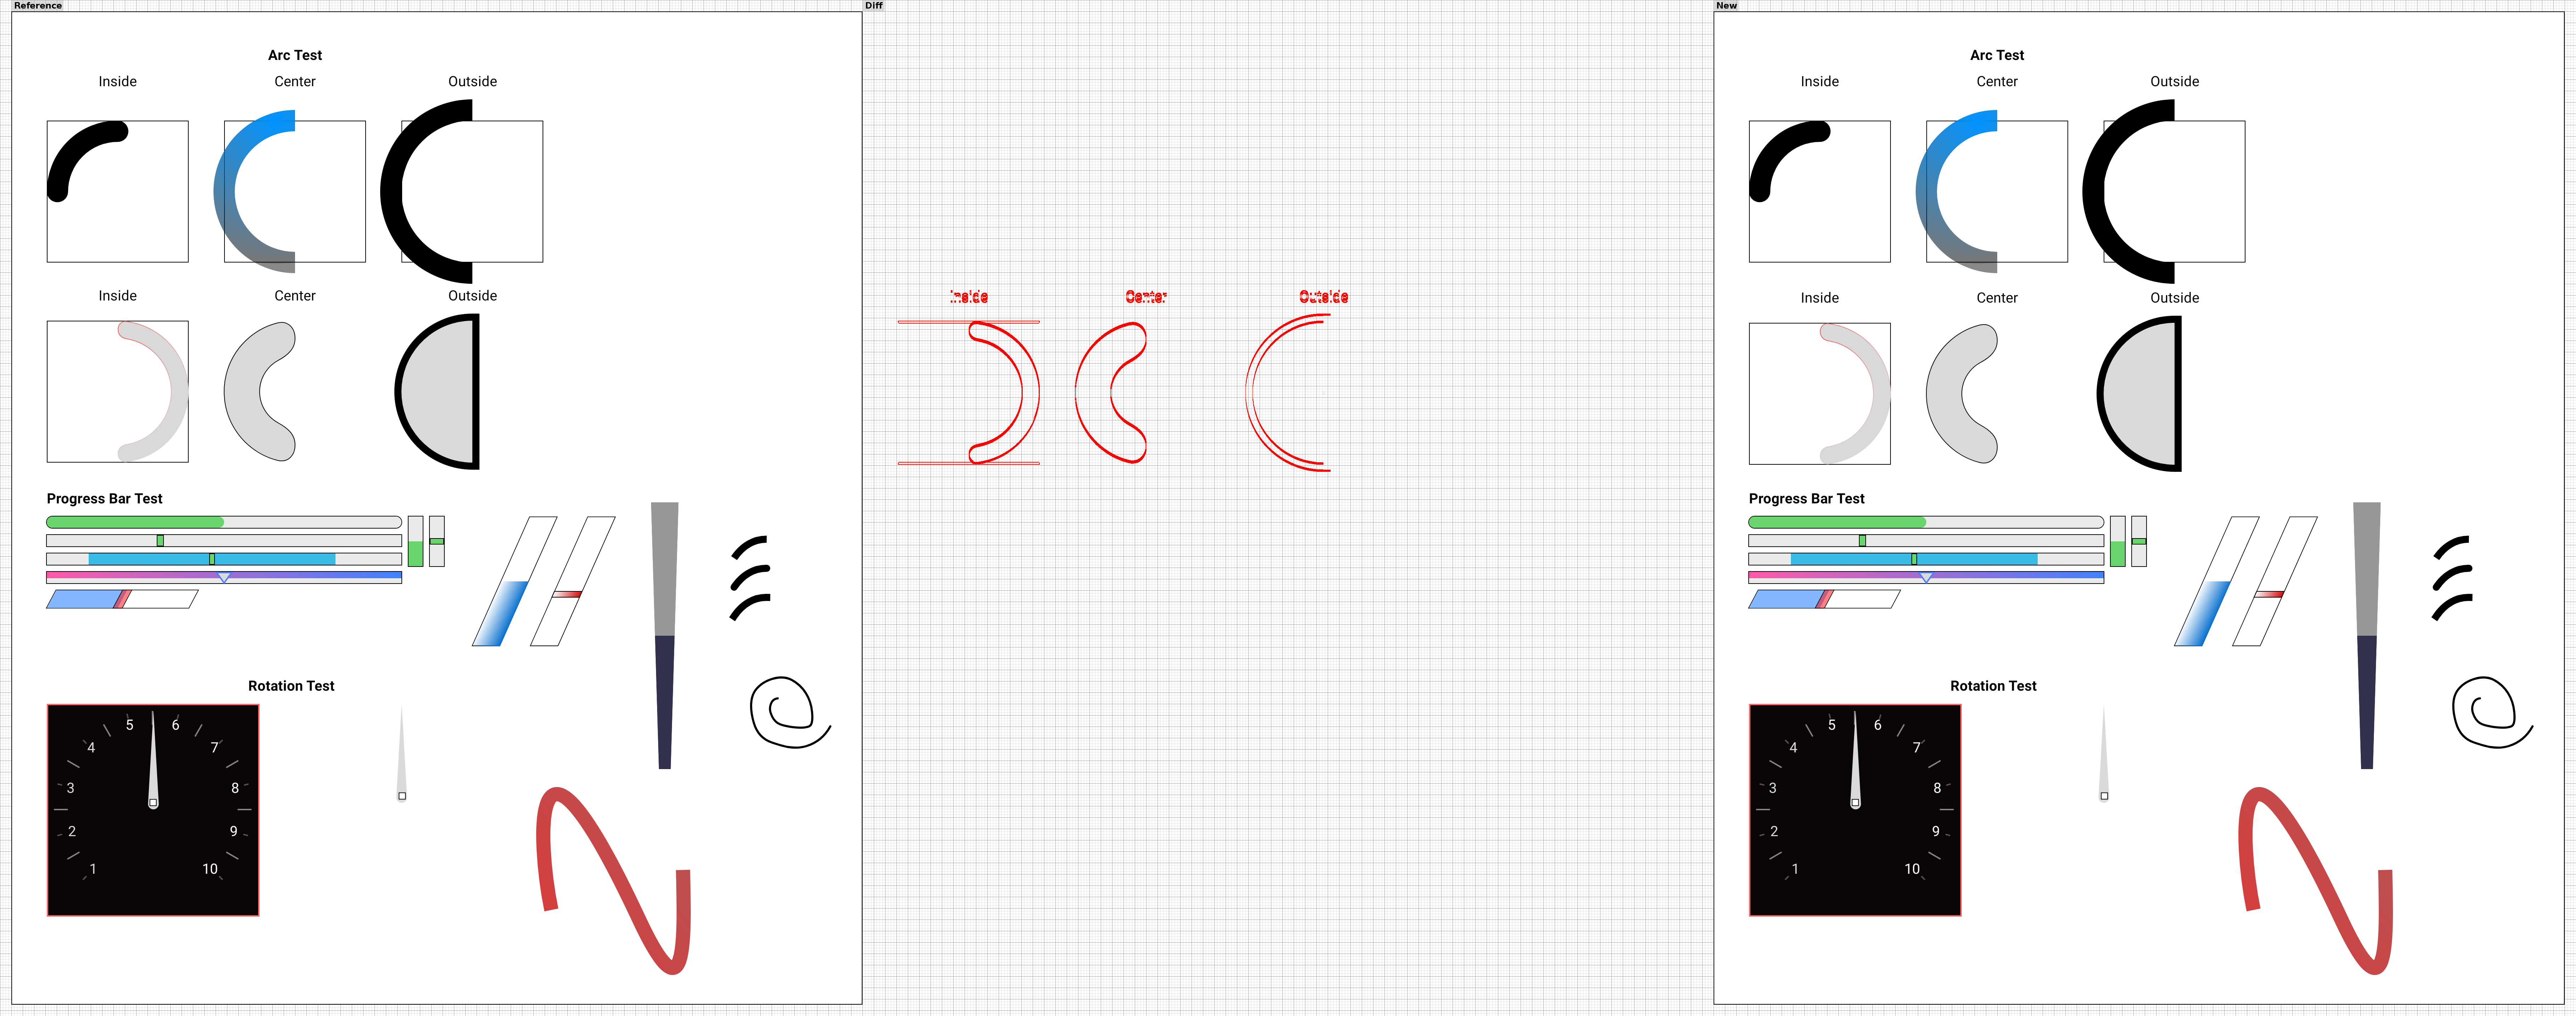 Reference
Diff
New
Arc Test
Inside Center Outside
Inside Center Outside
Progress Bar Test
Rotation Test
5 6
4 7
3 8
2 9
1 10
Inside Center Outside
Arc Test
Inside Center Outside
Inside Center Outside
Progress Bar Test
Rotation Test
5 6
4 7
3 8
2 9
1 10